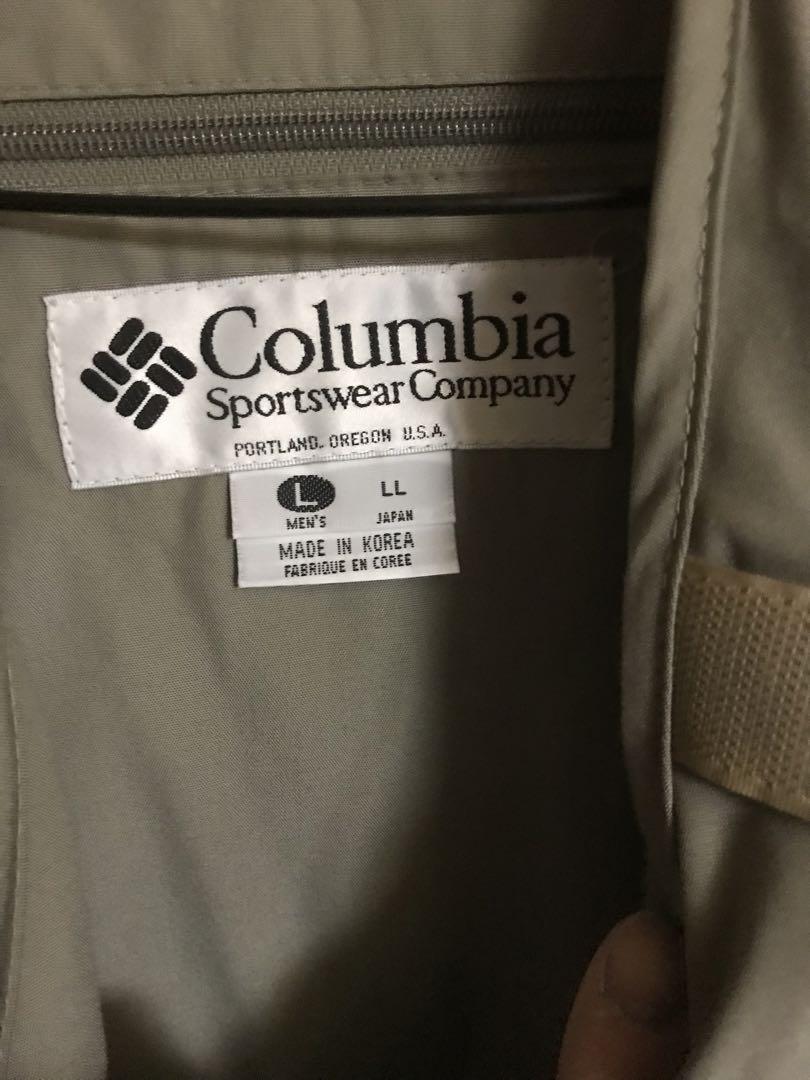 Columbia
Sportswear Company
PORTLAND, OREGON U.S.A.
L LL
MEN'S JAPAN
MADE IN KOREA
FABRIQUE EN COREE